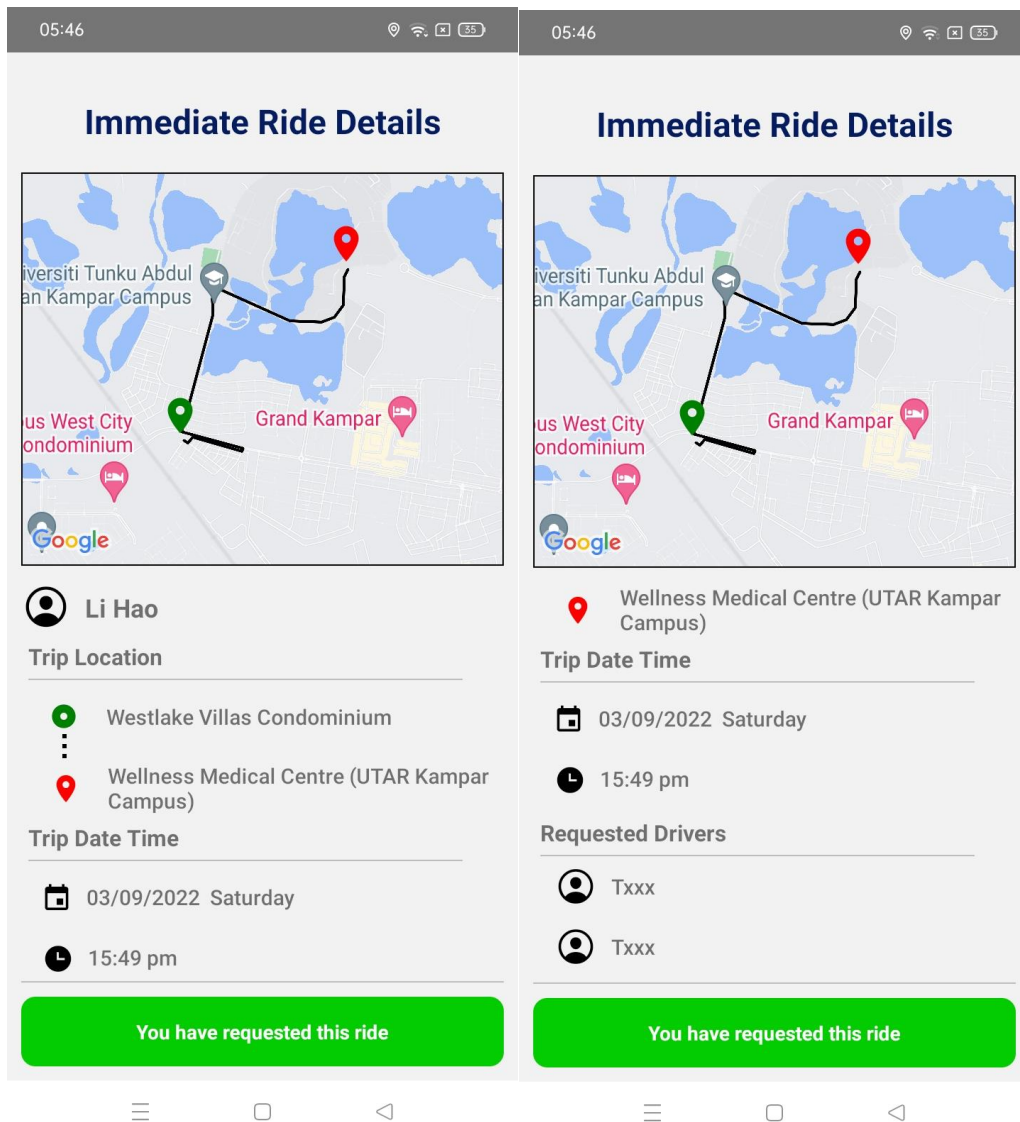 05:46
35
Immediate Ride Details
iversiti Tunku Abdul
an Kampar Campus
us West City
ondominium
Grand Kampar
Google
Li Hao
Trip Location
Westlake Villas Condominium
Wellness Medical Centre (UTAR Kampar
Campus)
Trip Date Time
03/09/2022 Saturday
15:49 pm
You have requested this ride
05:46
35
Immediate Ride Details
iversiti Tunku Abdul
an Kampar Campus
us West City
ondominium
Grand Kampar
Google
Wellness Medical Centre (UTAR Kampar
Campus)
Trip Date Time
03/09/2022 Saturday
15:49 pm
Requested Drivers
Txxx
Txxx
You have requested this ride